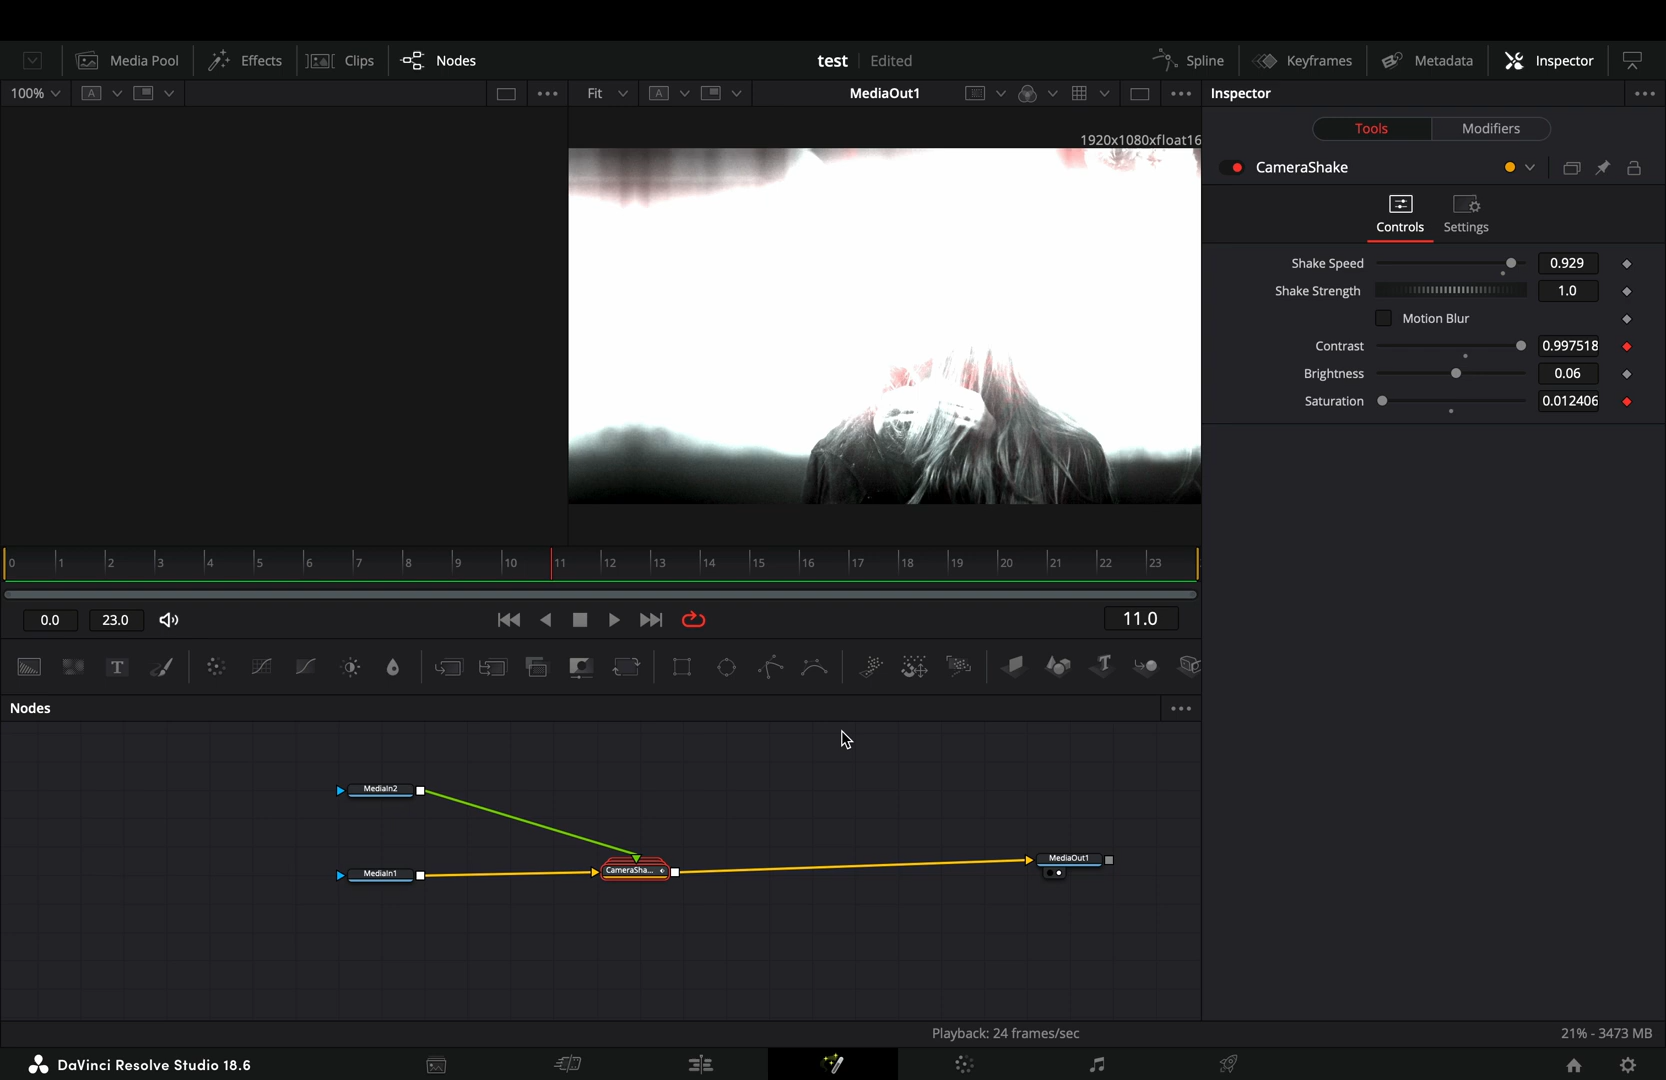 Media Pool
Effects
Clips
Nodes
test
Edited
Spline
Keyframes
Metadata
Inspector
100%
A
Fit
A
MediaOut1
Inspector
Tools
Modifiers
1920x1080xfloat16
CameraShake
Controls
Settings
Shake Speed 0.929
Shake Strength 1.0
Motion Blur
Contrast 0.997518
Brightness 0.06
Saturation 0.012406
0 1 2 3 4 5 6 7 8 9 10 11 12 13 14 15 16 17 18 19 20 21 22 23
0.0
23.0
11.0
T
T
Nodes
MediaIn2
MediaIn1
CameraSha...
MediaOut1
Playback: 24 frames/sec
21% - 3473 MB
DaVinci Resolve Studio 18.6